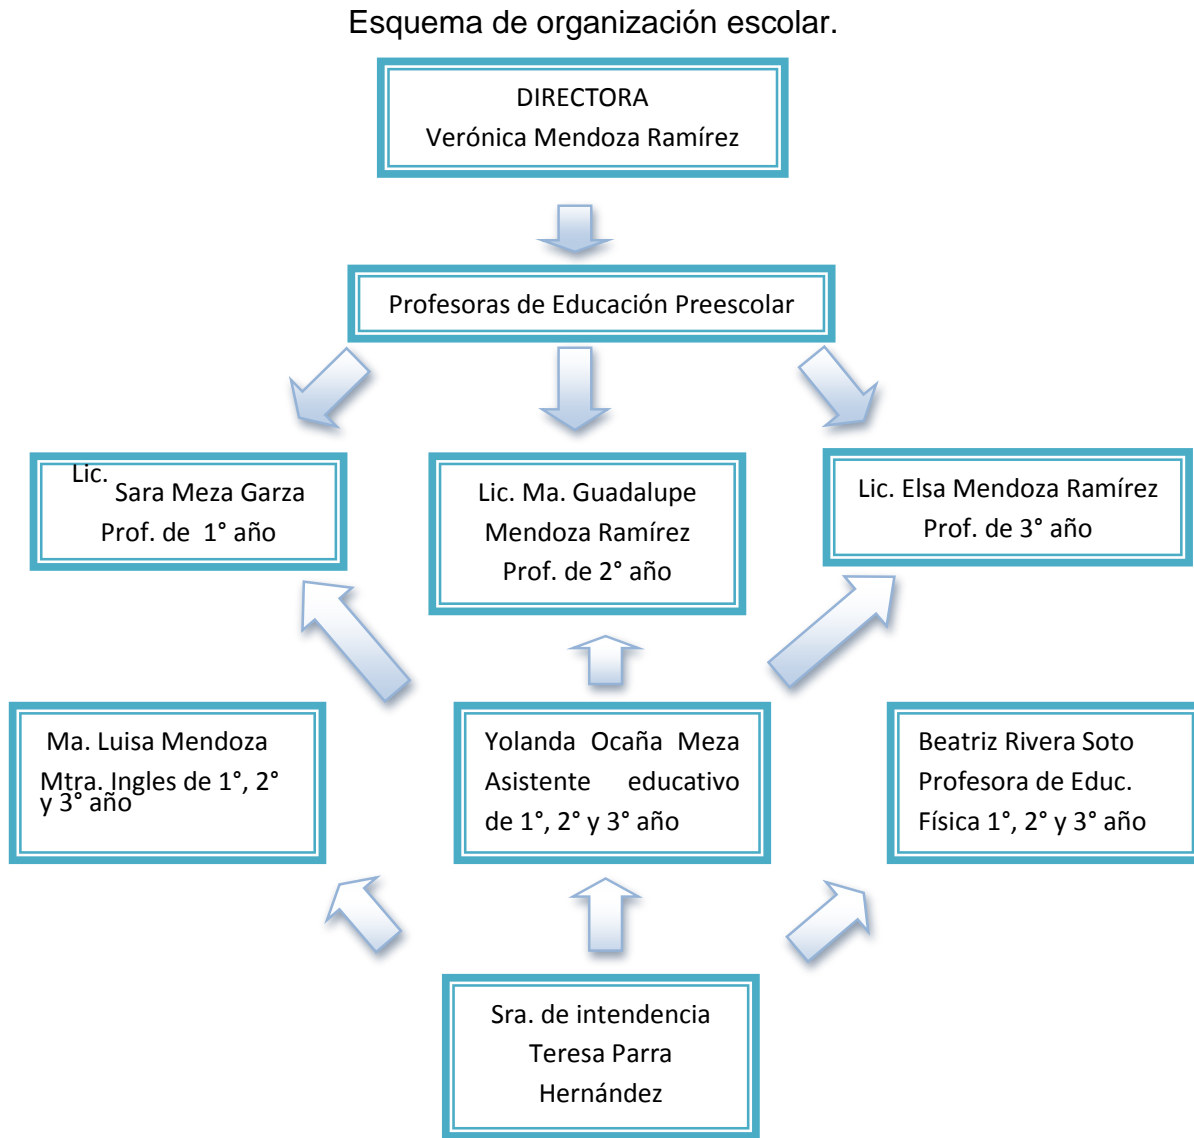 Esquema de organización escolar.
DIRECTORA
Verónica Mendoza Ramírez
Profesoras de Educación Preescolar
Lic. Sara Meza Garza
Prof. de 1° año
Lic. Ma. Guadalupe
Mendoza Ramírez
Prof. de 2° año
Lic. Elsa Mendoza Ramírez
Prof. de 3° año
Ma. Luisa Mendoza
Mtra. Ingles de 1°, 2°
y 3° año
Yolanda Ocaña Meza
Asistente educativo
de 1°, 2° y 3° año
Beatriz Rivera Soto
Profesora de Educ.
Física 1°, 2° y 3° año
Sra. de intendencia
Teresa Parra
Hernández